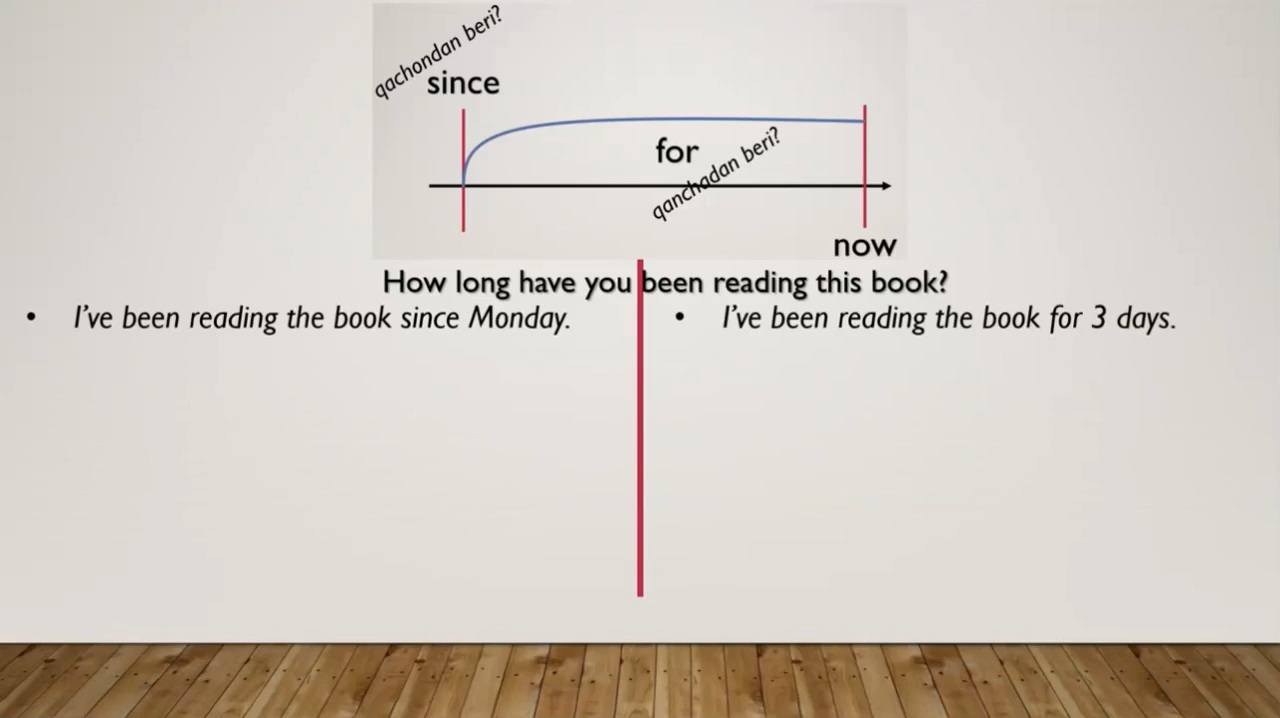 qachondan beri?
since
for
qanchadan beri?
now
How long have you been reading this book?
• I've been reading the book since Monday.
• I've been reading the book for 3 days.